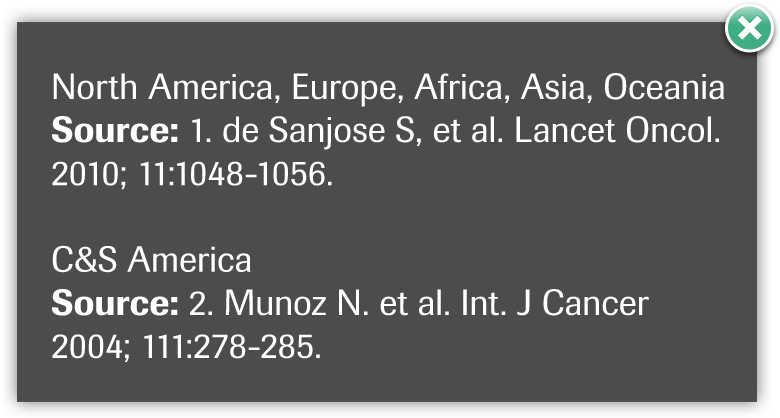 North America, Europe, Africa, Asia, Oceania
Source: 1. de Sanjose S, et al. Lancet Oncol.
2010; 11:1048-1056.
C&S America
Source: 2. Munoz N. et al. Int. J Cancer
2004; 111:278-285.